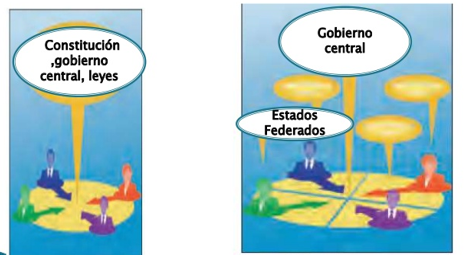 Constitución
,gobierno
central, leyes
Gobierno
central
Estados
Federados